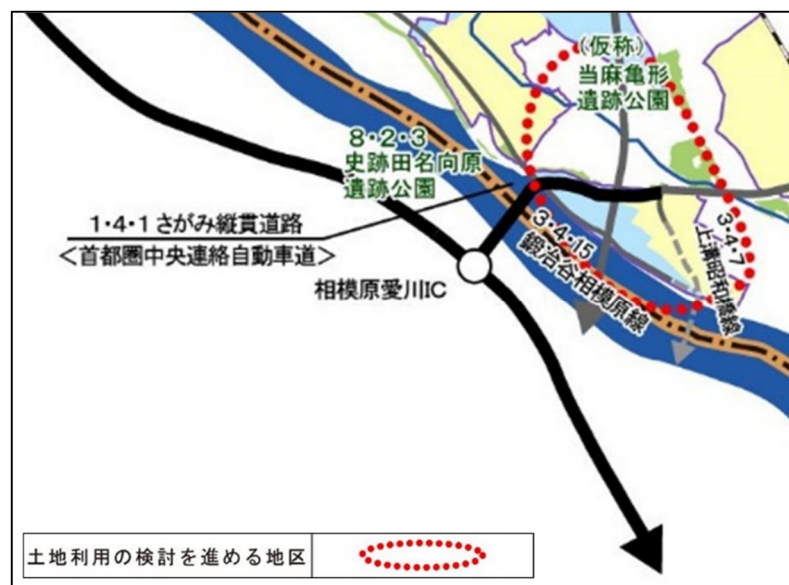 (仮称)
当麻亀形
遺跡公園
8・2・3
史跡田名向原
遺跡公園
1・4・1さがみ縦貫道路
<首都圏中央連絡自動車道>
相模原愛川IC
3・4・15
鍛冶谷相模原線
3・4・7
上溝昭和橋線
土地利用の検討を進める地区